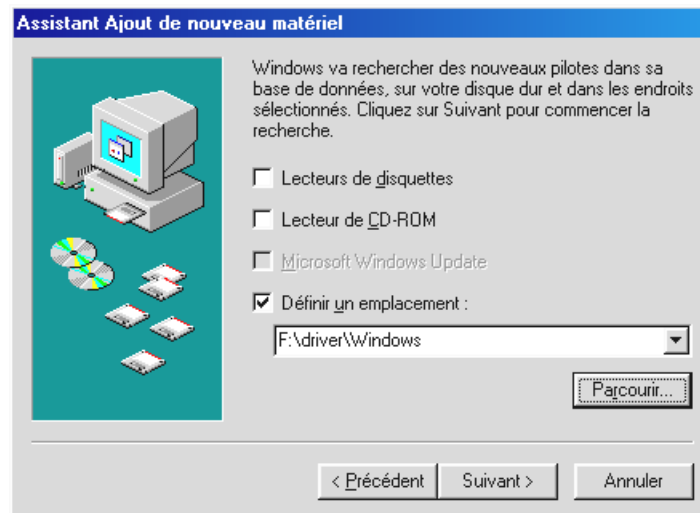 Assistant Ajout de nouveau matériel
Windows va rechercher des nouveaux pilotes dans sa
base de données, sur votre disque dur et dans les endroits
sélectionnés. Cliquez sur Suivant pour commencer la
recherche.
Lecteurs de disquettes
Lecteur de CD-ROM
Microsoft Windows Update
Définir un emplacement :
F:\driver\Windows
Parcourir...
< Précédent
Suivant >
Annuler